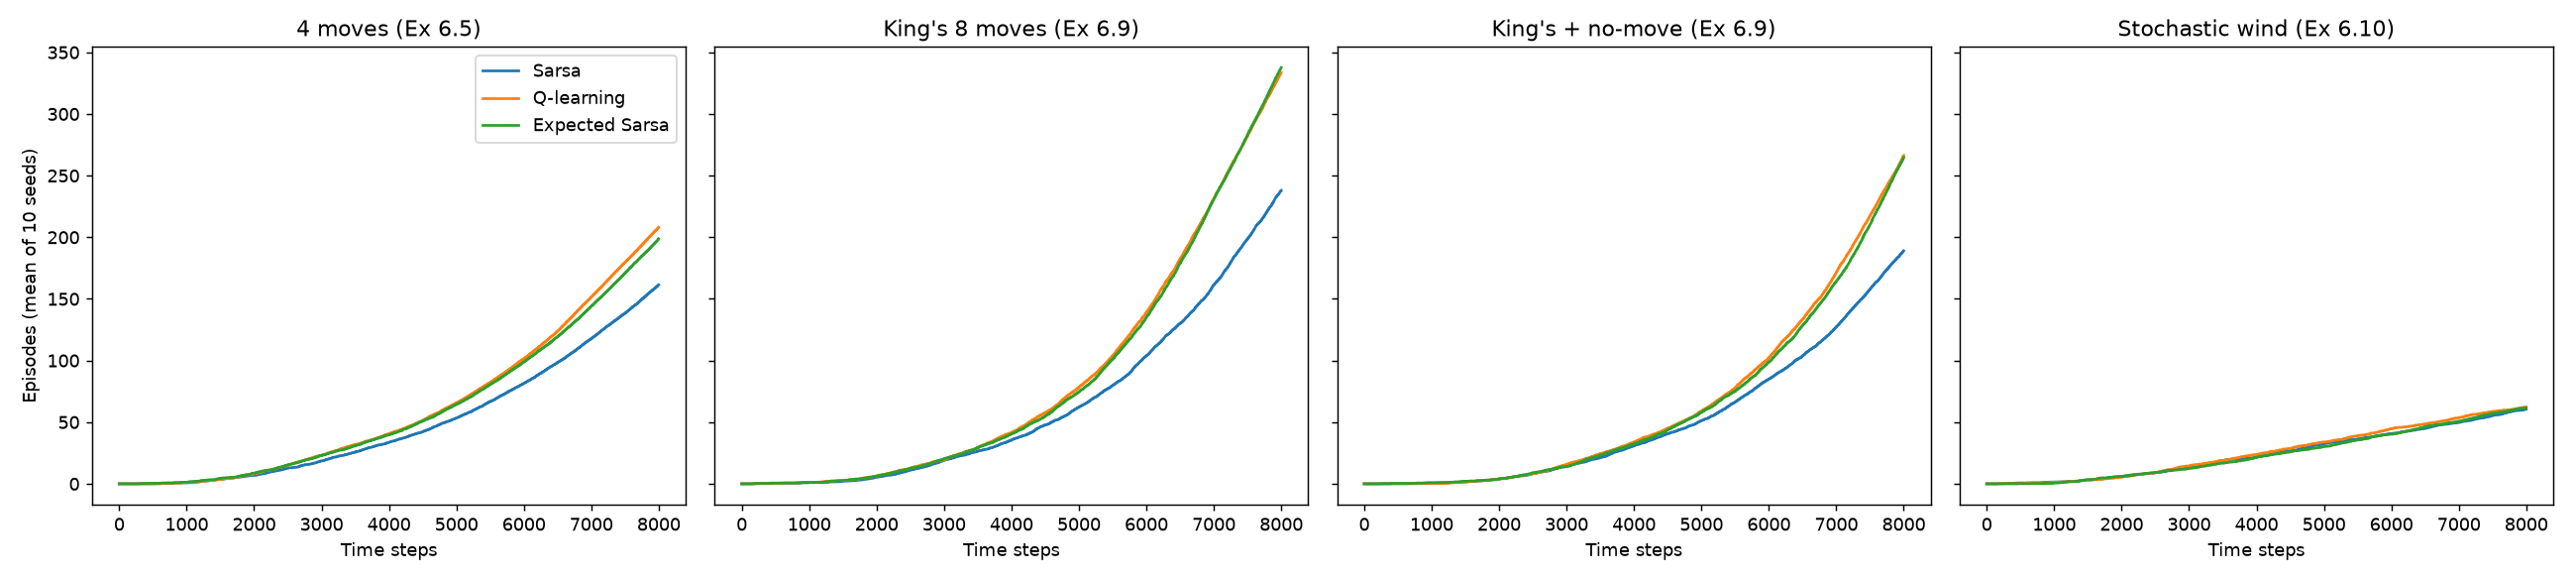 4 moves (Ex 6.5)
King's 8 moves (Ex 6.9)
King's + no-move (Ex 6.9)
Stochastic wind (Ex 6.10)
Episodes (mean of 10 seeds)
350
300
250
200
150
100
50
0
Sarsa
Q-learning
Expected Sarsa
0 1000 2000 3000 4000 5000 6000 7000 8000
Time steps
0 1000 2000 3000 4000 5000 6000 7000 8000
Time steps
0 1000 2000 3000 4000 5000 6000 7000 8000
Time steps
0 1000 2000 3000 4000 5000 6000 7000 8000
Time steps